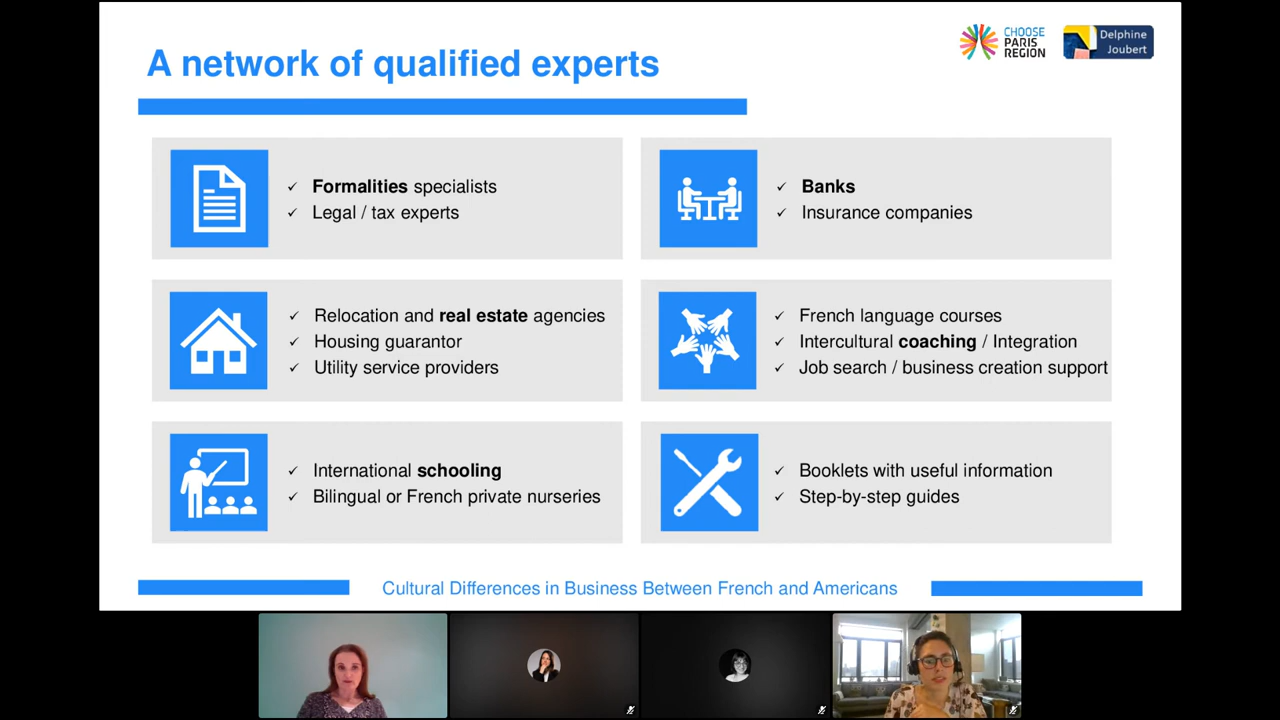 A network of qualified experts
CHOOSE
PARIS
REGION
Delphine
Joubert
Formalities specialists
Legal / tax experts
Banks
Insurance companies
Relocation and real estate agencies
Housing guarantor
Utility service providers
French language courses
Intercultural coaching / Integration
Job search / business creation support
International schooling
Bilingual or French private nurseries
Booklets with useful information
Step-by-step guides
Cultural Differences in Business Between French and Americans